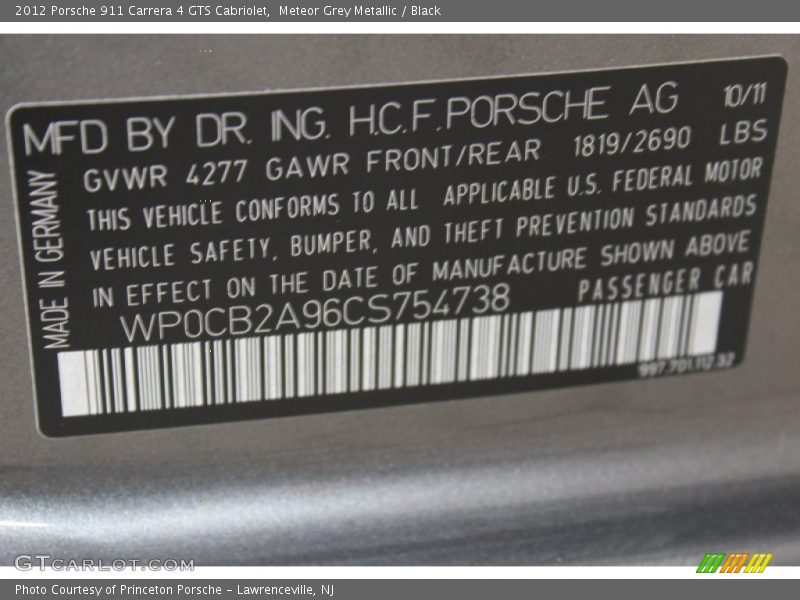 2012 Porsche 911 Carrera 4 GTS Cabriolet,  Meteor Grey Metallic / Black
MFD BY DR. ING. H.C.F. PORSCHE AG 10/11
GVWR 4277 GAWR FRONT/REAR 1819/2690 LBS
THIS VEHICLE CONFORMS TO ALL APPLICABLE U.S. FEDERAL MOTOR
VEHICLE SAFETY, BUMPER, AND THEFT PREVENTION STANDARDS
IN EFFECT ON THE DATE OF MANUFACTURE SHOWN ABOVE
WP0CB2A96CS754738 PASSENGER CAR
MADE IN GERMANY
997.701.112.32
GTCARLOT.COM
Photo Courtesy of Princeton Porsche - Lawrenceville, NJ